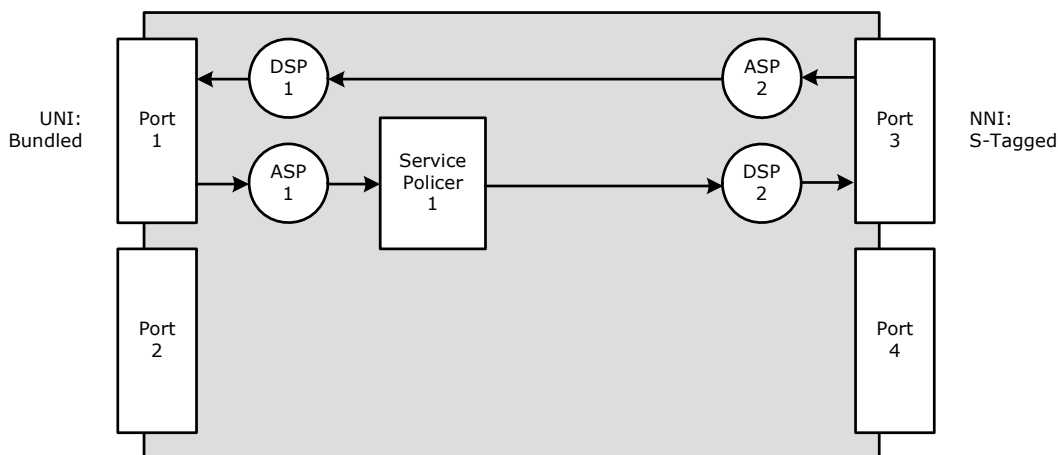 DSP
1
ASP
2
UNI:
Bundled
Port
1
Port
3
NNI:
S-Tagged
ASP
1
Service
Policer
1
DSP
2
Port
2
Port
4